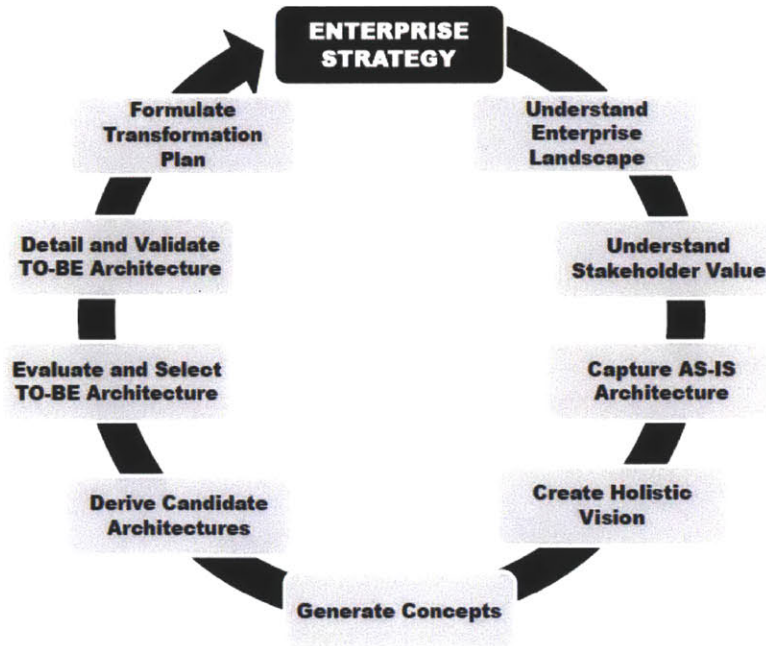 ENTERPRISE
STRATEGY
Understand
Enterprise
Landscape
Understand
Stakeholder Value
Capture AS-IS
Architecture
Create Holistic
Vision
Generate Concepts
Derive Candidate
Architectures
Evaluate and Select
TO-BE Architecture
Detail and Validate
TO-BE Architecture
Formulate
Transformation
Plan